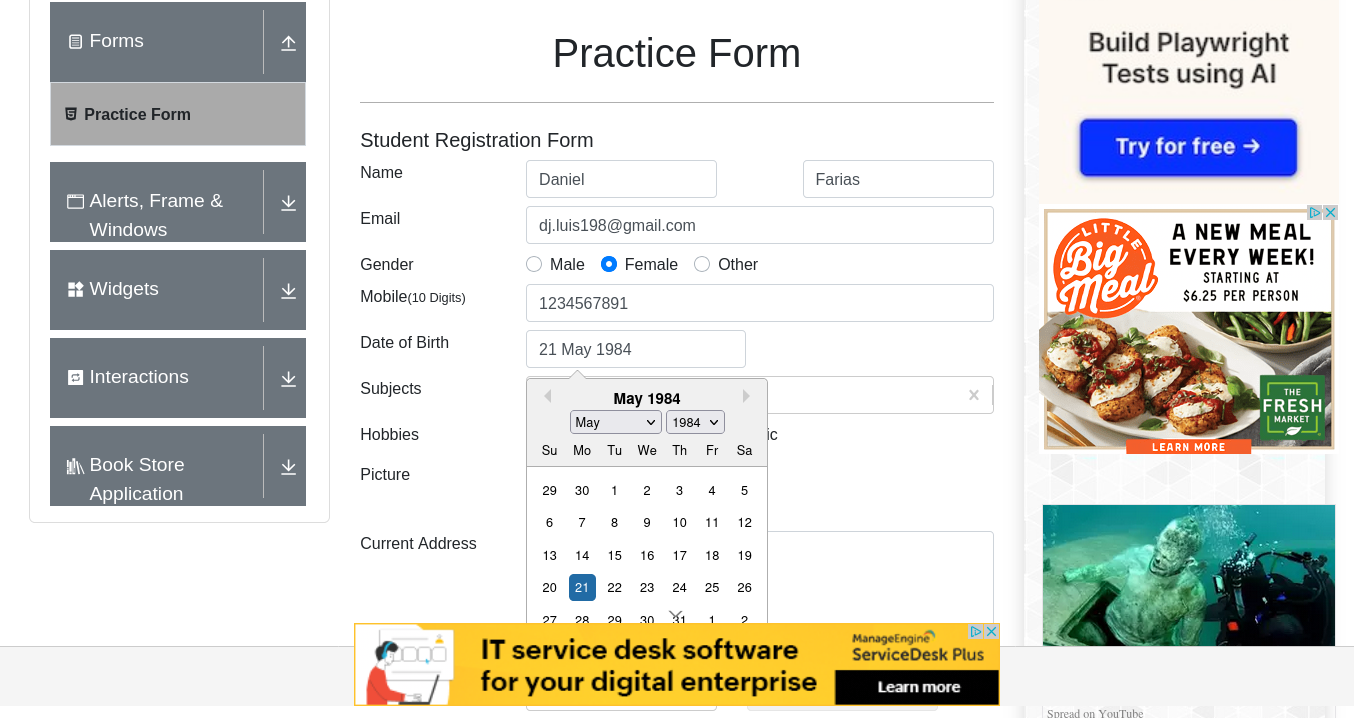 Forms
Practice Form
Alerts, Frame &
Windows
Widgets
Interactions
Book Store
Application
Practice Form
Student Registration Form
Name
Daniel
Farias
Email
dj.luis198@gmail.com
Gender
Male
Female
Other
Mobile(10 Digits)
1234567891
Date of Birth
21 May 1984
Subjects
Hobbies
ic
Picture
Current Address
May 1984
May
1984
Su Mo Tu We Th Fr Sa
29 30 1 2 3 4 5
6 7 8 9 10 11 12
13 14 15 16 17 18 19
20 21 22 23 24 25 26
27 28 29 30 31 1 2
IT service desk software
for your digital enterprise
ManageEngine
ServiceDesk Plus
Learn more
Build Playwright
Tests using AI
Try for free →
LITTLE
Big
Meal
A NEW MEAL
EVERY WEEK!
STARTING AT
$6.25 PER PERSON
THE
FRESH
MARKET
LEARN MORE
Spread on YouTube